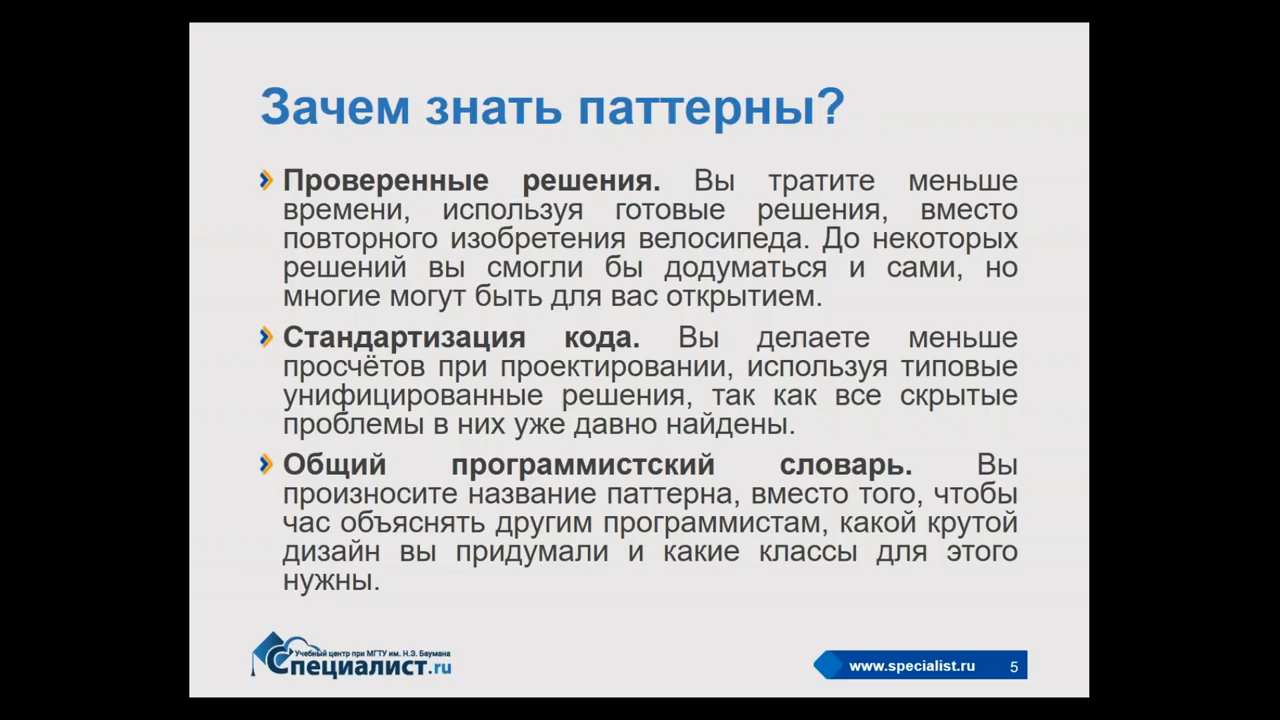 Зачем знать паттерны?
Проверенные решения. Вы тратите меньше
времени, используя готовые решения, вместо
повторного изобретения велосипеда. До некоторых
решений вы смогли бы додуматься и сами, но
многие могут быть для вас открытием.
Стандартизация кода. Вы делаете меньше
просчётов при проектировании, используя типовые
унифицированные решения, так как все скрытые
проблемы в них уже давно найдены.
Общий программистский словарь. Вы
произносите название паттерна, вместо того, чтобы
час объяснять другим программистам, какой крутой
дизайн вы придумали и какие классы для этого
нужны.
Учебный центр при МГТУ им. Н.Э. Баумана
Специалист.ru
www.specialist.ru 5